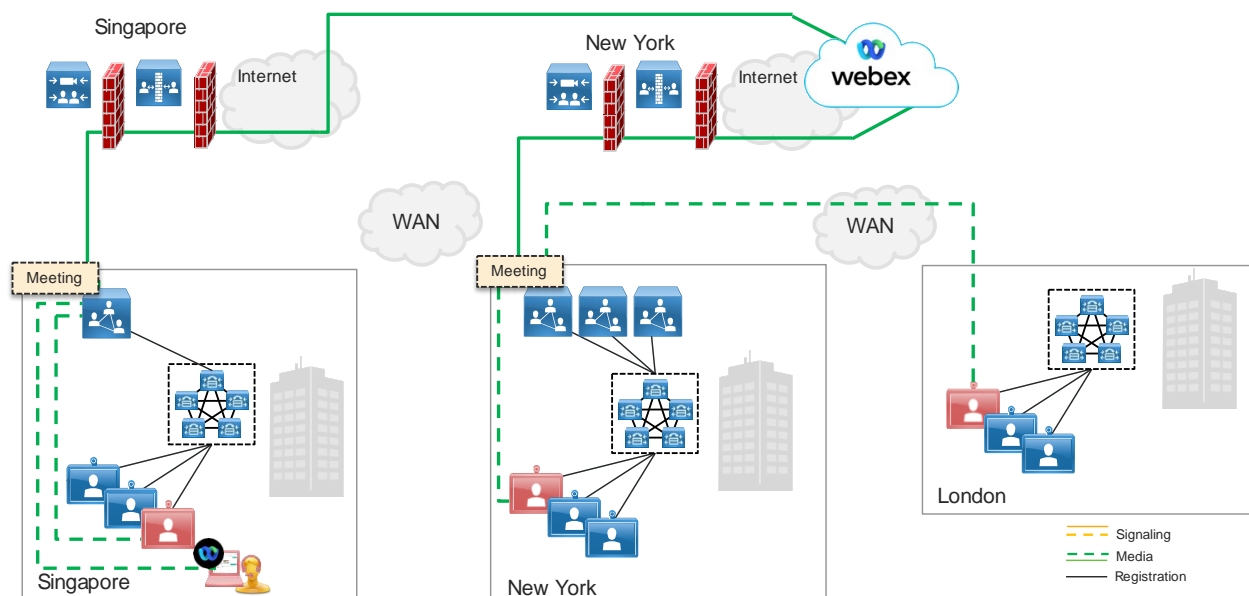 Singapore
New York
Internet
Internet
webex
WAN
WAN
Meeting
Meeting
Singapore
New York
London
Signaling
Media
Registration